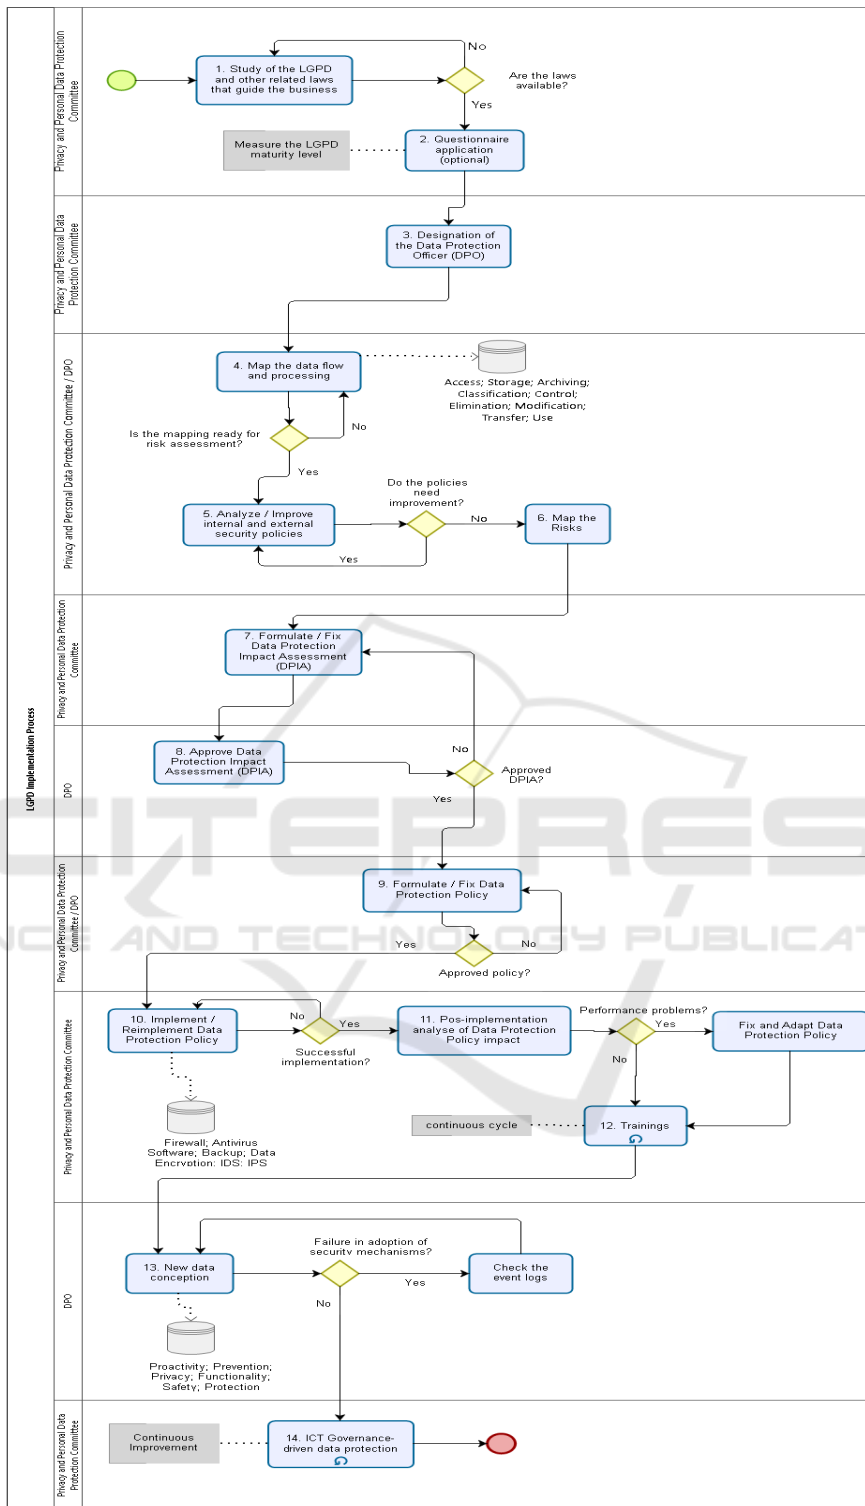 LGPD Implementation Process
Privacy and Personal Data Protection
Committee
No
1. Study of the LGPD
and other related laws
that guide the business
Are the laws
available?
Yes
Measure the LGPD
maturity level
2. Questionnaire
application
(optional)
Privacy and Personal Data
Protection Committee
3. Designation of
the Data Protection
Officer (DPO)
Privacy and Personal Data Protection Committee / DPO
4. Map the data flow
and processing
Access; Storage; Archiving;
Classification; Control;
Elimination; Modification;
Transfer; Use
Is the mapping ready for
risk assessment?
No
Yes
Do the policies
need
improvement?
5. Analyze / Improve
internal and external
security policies
No
6. Map the
Risks
Yes
Privacy and Personal Data Protection
Committee
7. Formulate / Fix
Data Protection
Impact Assessment
(DPIA)
DPO
8. Approve Data
Protection Impact
Assessment (DPIA)
No
Approved
DPIA?
Yes
Privacy and Personal Data Protection
Committee / DPO
9. Formulate / Fix Data
Protection Policy
Yes
No
Approved policy?
Privacy and Personal Data Protection Committee
10. Implement /
Reimplement Data
Protection Policy
No
Yes
Successful
implementation?
11. Pos-implementation
analyse of Data Protection
Policy impact
Performance problems?
Yes
No
Fix and Adapt Data
Protection Policy
Firewall; Antivirus
Software; Backup; Data
Encryption; IDS; IPS
continuous cycle
12. Trainings
DPO
13. New data
conception
Failure in adoption of
security mechanisms?
Yes
No
Check the
event logs
Proactivity; Prevention;
Privacy; Functionality;
Safety; Protection
Privacy and Personal Data
Protection Committee
Continuous
Improvement
14. ICT Governance-
driven data protection
CITEPRES
NCE AND TECHNOLOGY PUBLICAT